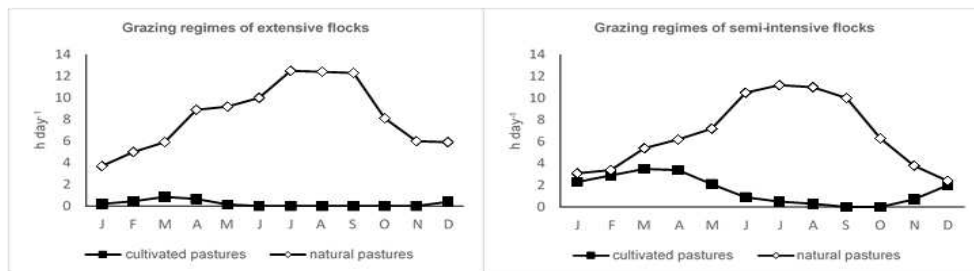 Grazing regimes of extensive flocks
14
12
10
8
6
4
2
0
h day⁻¹
J F M A M J J A S O N D
cultivated pastures natural pastures
Grazing regimes of semi-intensive flocks
14
12
10
8
6
4
2
0
h day⁻¹
J F M A M J J A S O N D
cultivated pastures natural pastures